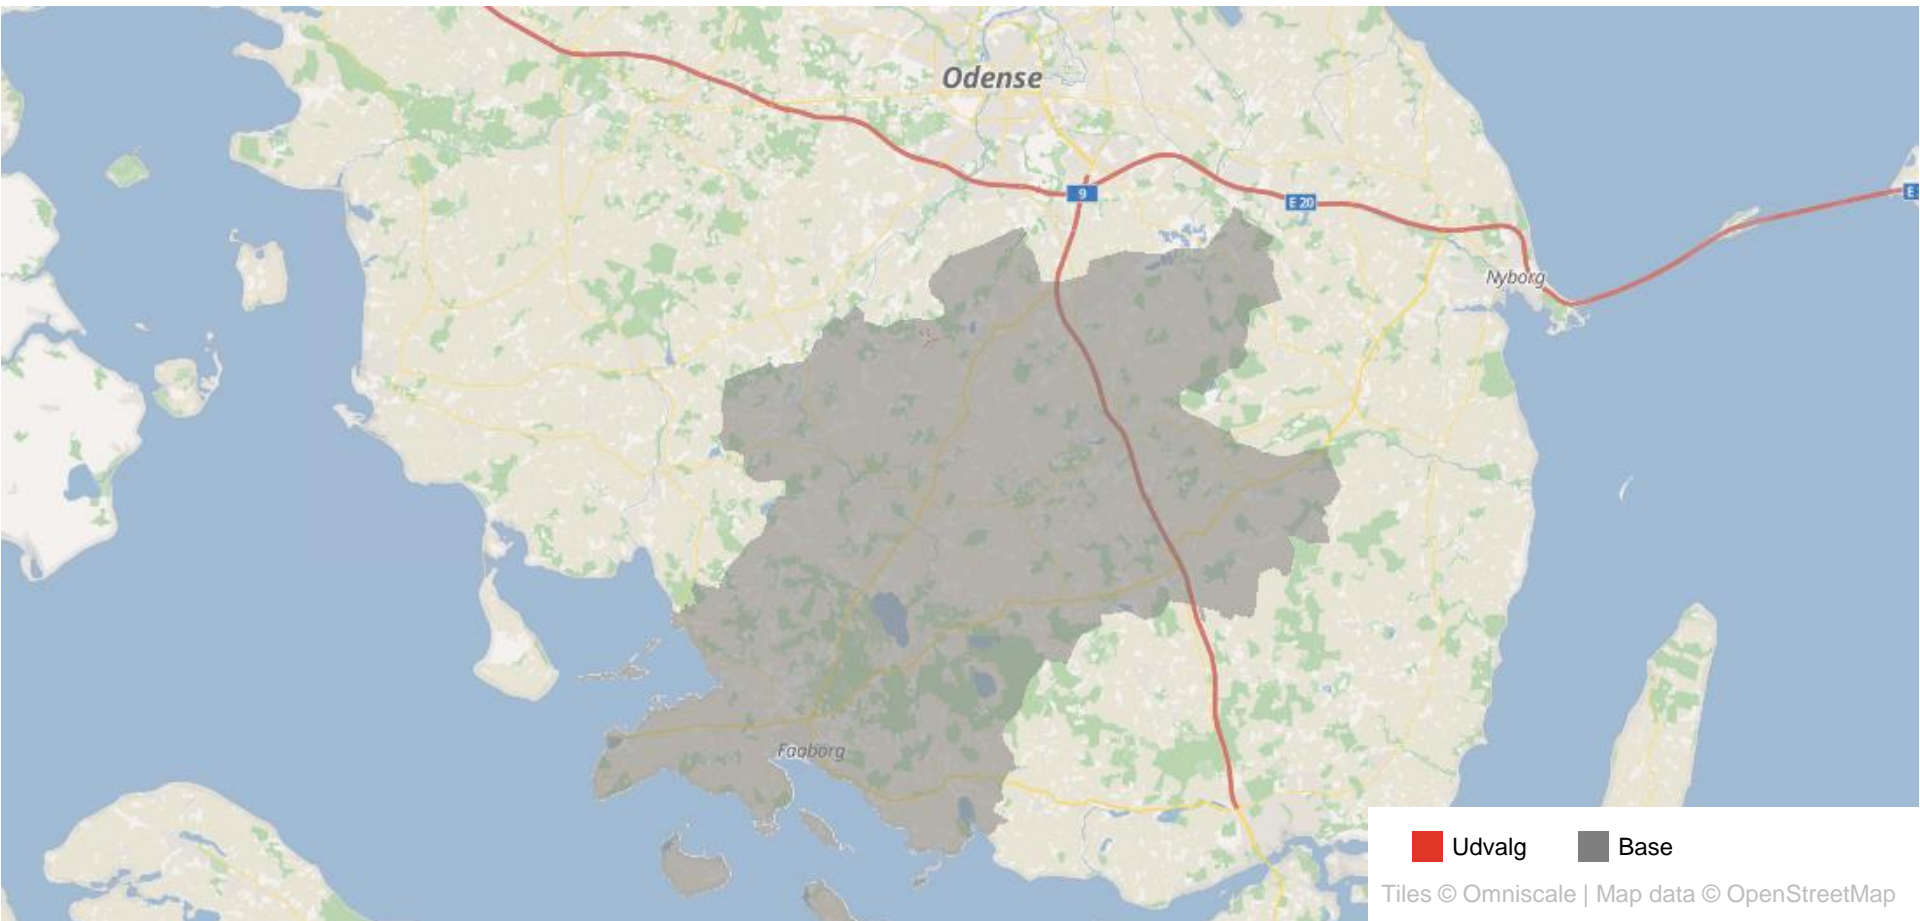 Odense
9
E 20
E
Nyborg
Faaborg
Udvalg
Base
Tiles © Omniscale | Map data © OpenStreetMap